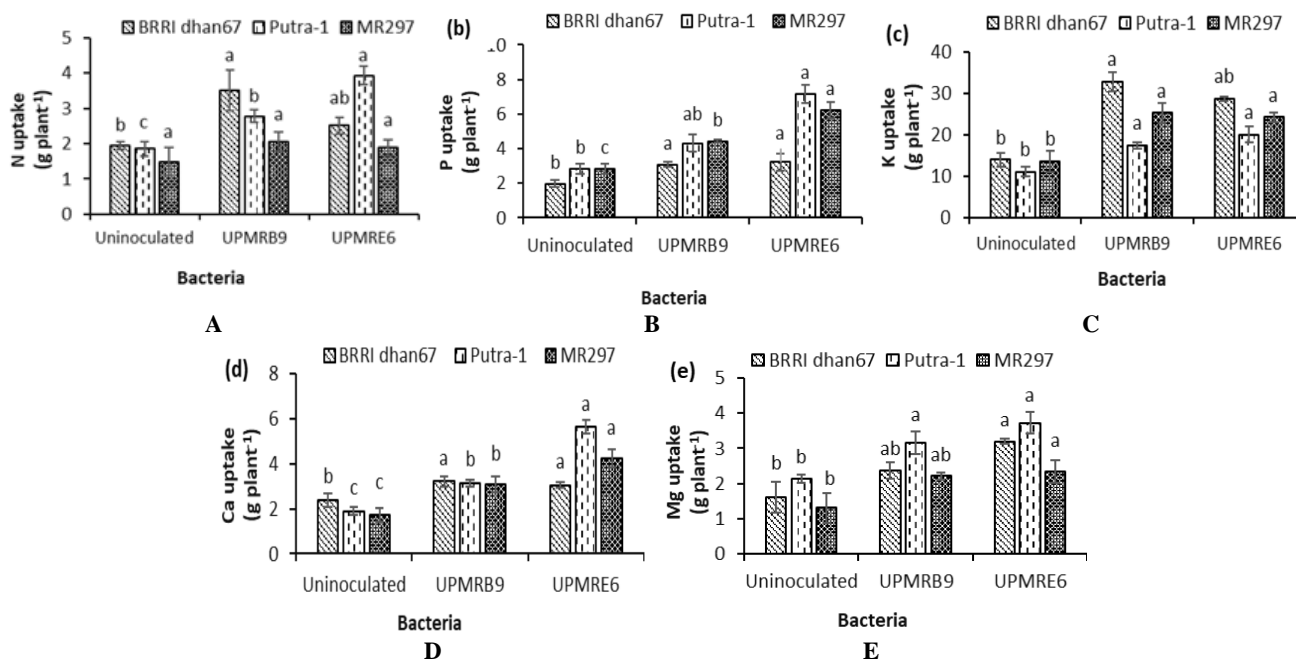 BRRI dhan67 Putra-1 MR297
N uptake
(g plant-1)
5
4
3
2
1
0
b c a
a b a
ab a a
Uninoculated UPMRB9 UPMRE6
Bacteria
A
(b) BRRI dhan67 Putra-1 MR297
P uptake
(g plant-1)
8
6
4
2
0
b b c
a ab b
a a a
Uninoculated UPMRB9 UPMRE6
Bacteria
B
(c) BRRI dhan67 Putra-1 MR297
K uptake
(g plant-1)
40
30
20
10
0
b b b
a a a
ab a a
Uninoculated UPMRB9 UPMRE6
Bacteria
C
(d) BRRI dhan67 Putra-1 MR297
Ca uptake
(g plant-1)
8
6
4
2
0
b c c
a b b
a a a
Uninoculated UPMRB9 UPMRE6
Bacteria
D
(e) BRRI dhan67 Putra-1 MR297
Mg uptake
(g plant-1)
5
4
3
2
1
0
b b b
ab a ab
a a a
Uninoculated UPMRB9 UPMRE6
Bacteria
E